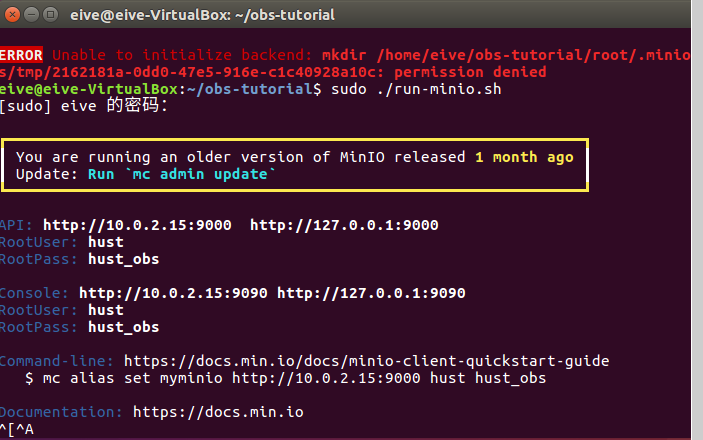 eive@eive-VirtualBox: ~/obs-tutorial
ERROR Unable to initialize backend: mkdir /home/eive/obs-tutorial/root/.minio
s/tmp/2162181a-0dd0-47e5-916e-c1c40928a10c: permission denied
eive@eive-VirtualBox:~/obs-tutorial$ sudo ./run-minio.sh
[sudo] eive 的密码：
You are running an older version of MinIO released 1 month ago
Update: Run `mc admin update`
API: http://10.0.2.15:9000  http://127.0.0.1:9000
RootUser: hust
RootPass: hust_obs
Console: http://10.0.2.15:9090 http://127.0.0.1:9090
RootUser: hust
RootPass: hust_obs
Command-line: https://docs.min.io/docs/minio-client-quickstart-guide
$ mc alias set myminio http://10.0.2.15:9000 hust hust_obs
Documentation: https://docs.min.io
^[^A